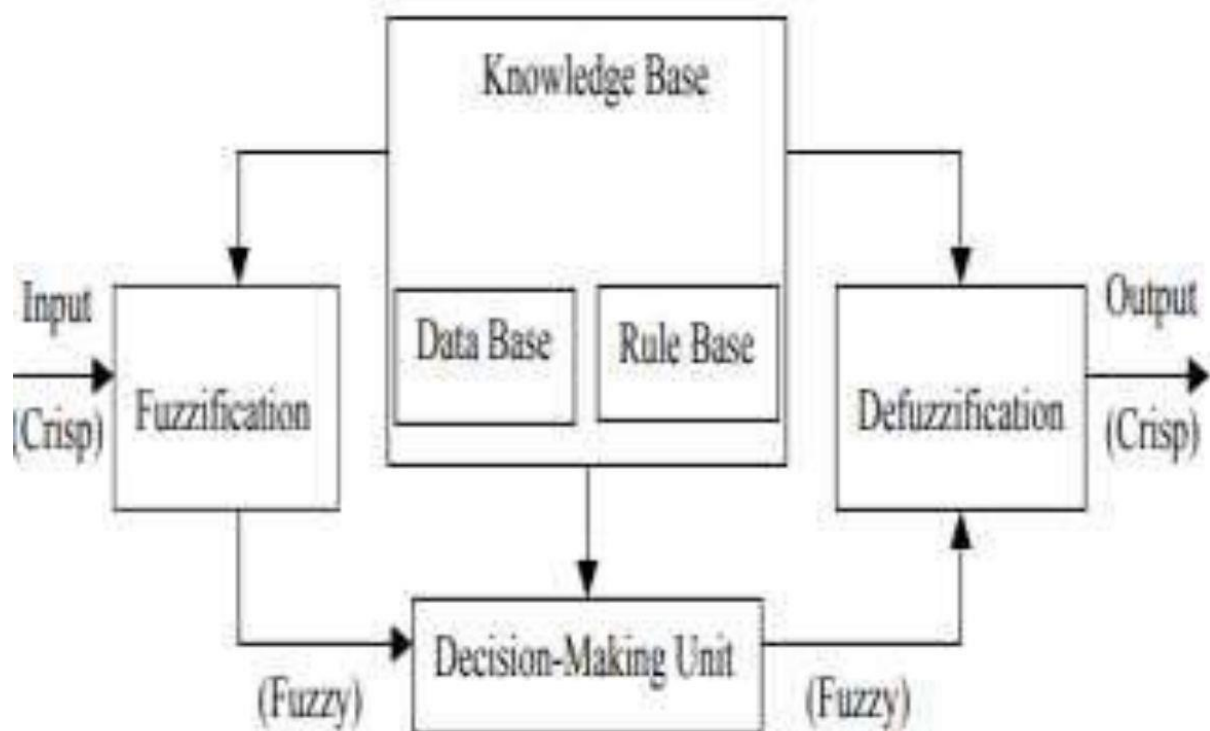 Knowledge Base
Input
Output
Data Base
Rule Base
Fuzzification
Defuzzification
(Crisp)
(Crisp)
Decision-Making Unit
(Fuzzy)
(Fuzzy)